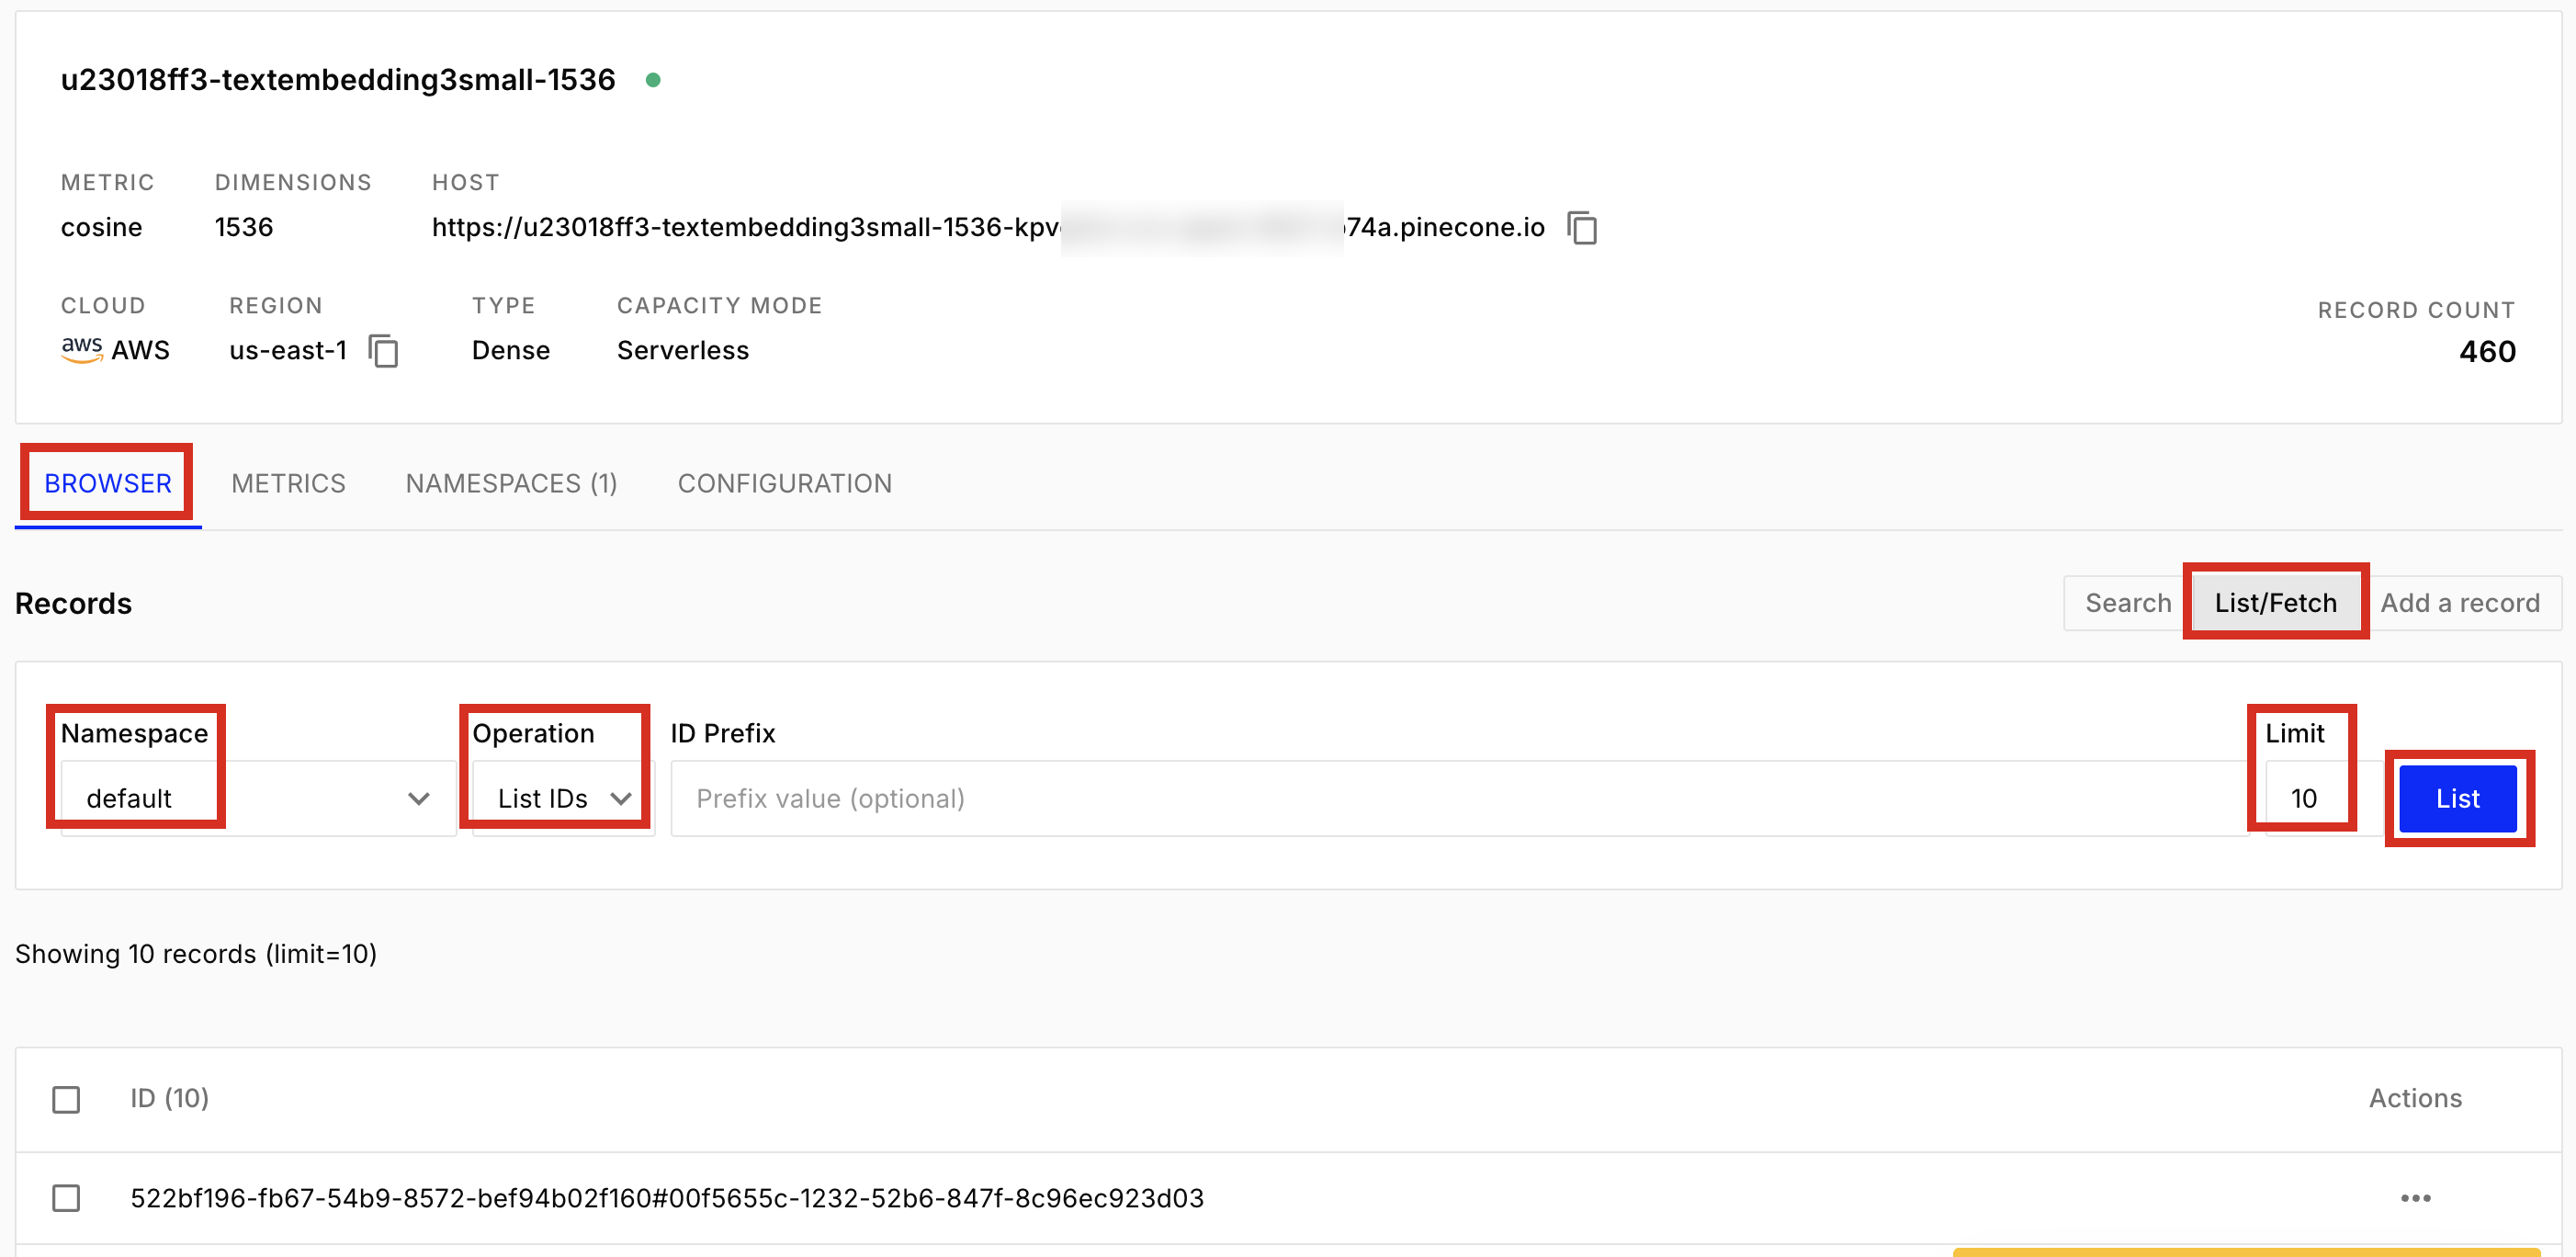 u23018ff3-textembedding3small-1536
METRIC DIMENSIONS HOST
cosine 1536 https://u23018ff3-textembedding3small-1536-kpv 74a.pinecone.io
CLOUD REGION TYPE CAPACITY MODE RECORD COUNT
aws AWS us-east-1 Dense Serverless 460
BROWSER METRICS NAMESPACES (1) CONFIGURATION
Records Search List/Fetch Add a record
Namespace Operation ID Prefix Limit
default List IDs Prefix value (optional) 10 List
Showing 10 records (limit=10)
ID (10) Actions
522bf196-fb67-54b9-8572-bef94b02f160#00f5655c-1232-52b6-847f-8c96ec923d03